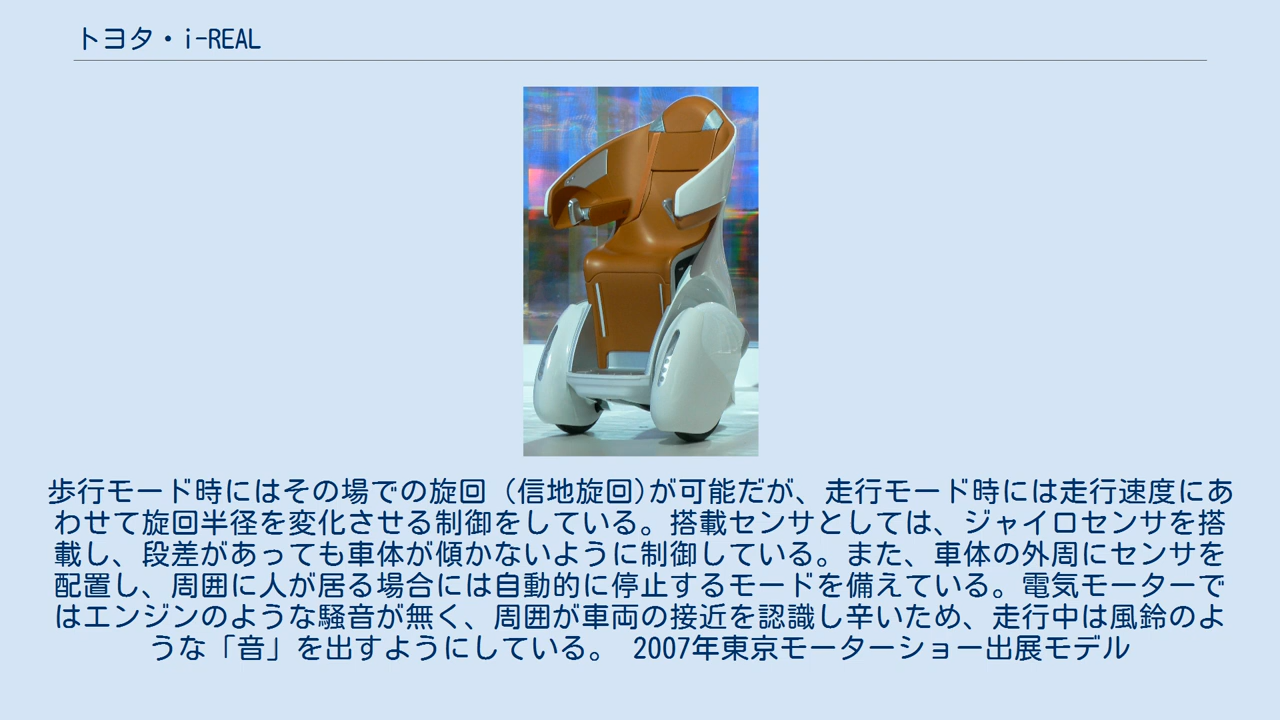 トヨタ・i-REAL
歩行モード時にはその場での旋回（信地旋回)が可能だが、走行モード時には走行速度にあ
わせて旋回半径を変化させる制御をしている。搭載センサとしては、ジャイロセンサを搭
載し、段差があっても車体が傾かないように制御している。また、車体の外周にセンサを
配置し、周囲に人が居る場合には自動的に停止するモードを備えている。電気モーターで
はエンジンのような騒音が無く、周囲が車両の接近を認識し辛いため、走行中は風鈴のよ
うな「音」を出すようにしている。 2007年東京モーターショー出展モデル